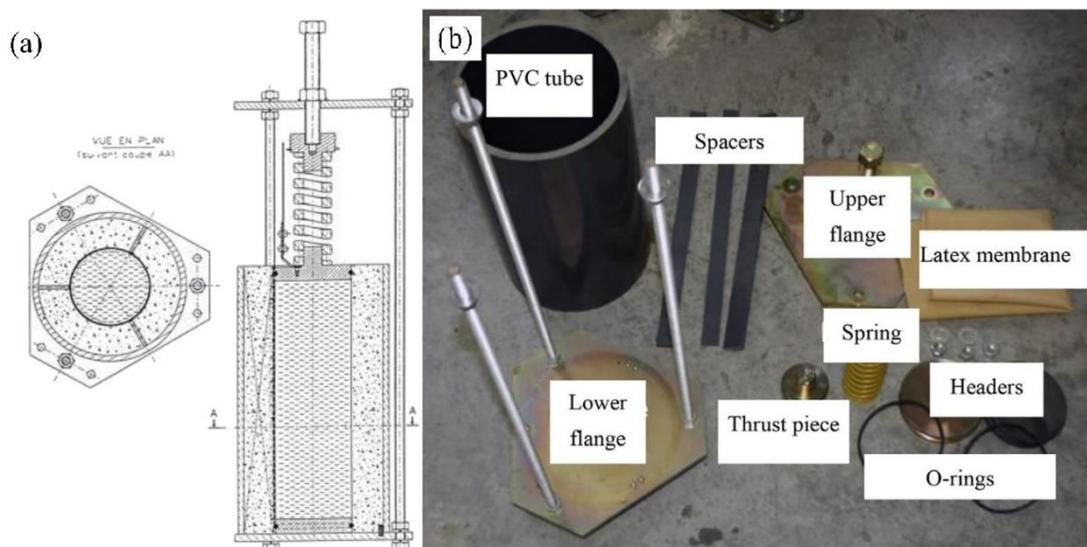 (a)
VUE EN PLAN
(suivant coupe AA)
A
A
(b)
PVC tube
Spacers
Upper
flange
Latex membrane
Spring
Headers
Lower
flange
Thrust piece
O-rings